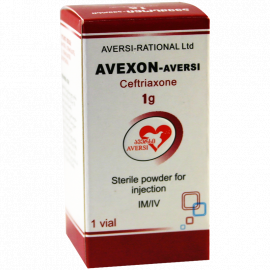 AVERSI-RATIONAL Ltd
AVEXON-AVERSI
Ceftriaxone
1g
AVERSI
Sterile powder for
injection
IM/IV
1 vial